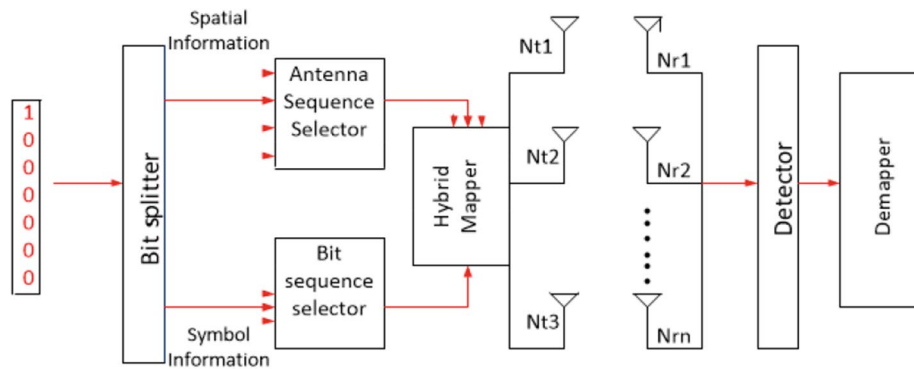 1
0
0
0
0
0
0
Bit splitter
Spatial
Information
Antenna
Sequence
Selector
Bit
sequence
selector
Symbol
Information
Hybrid
Mapper
Nt1
Nt2
Nt3
Nr1
Nr2
Nrn
Detector
Demapper